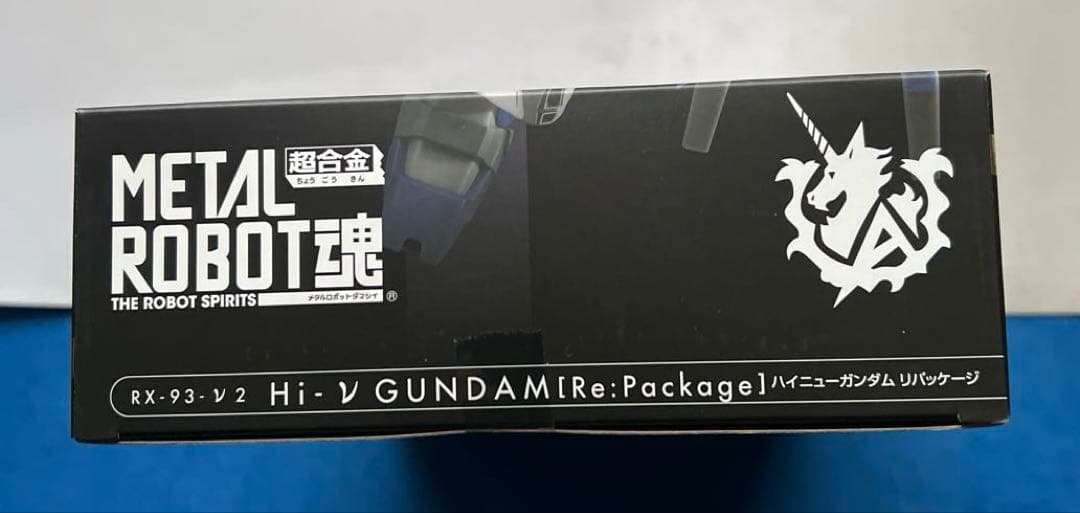 METAL 超合金
ちょうごうきん
ROBOT魂
THE ROBOT SPIRITS メタルロボットダマシイ ®
RX-93-ν2 Hi-ν GUNDAM[Re:Package] ハイニューガンダム リパッケージ